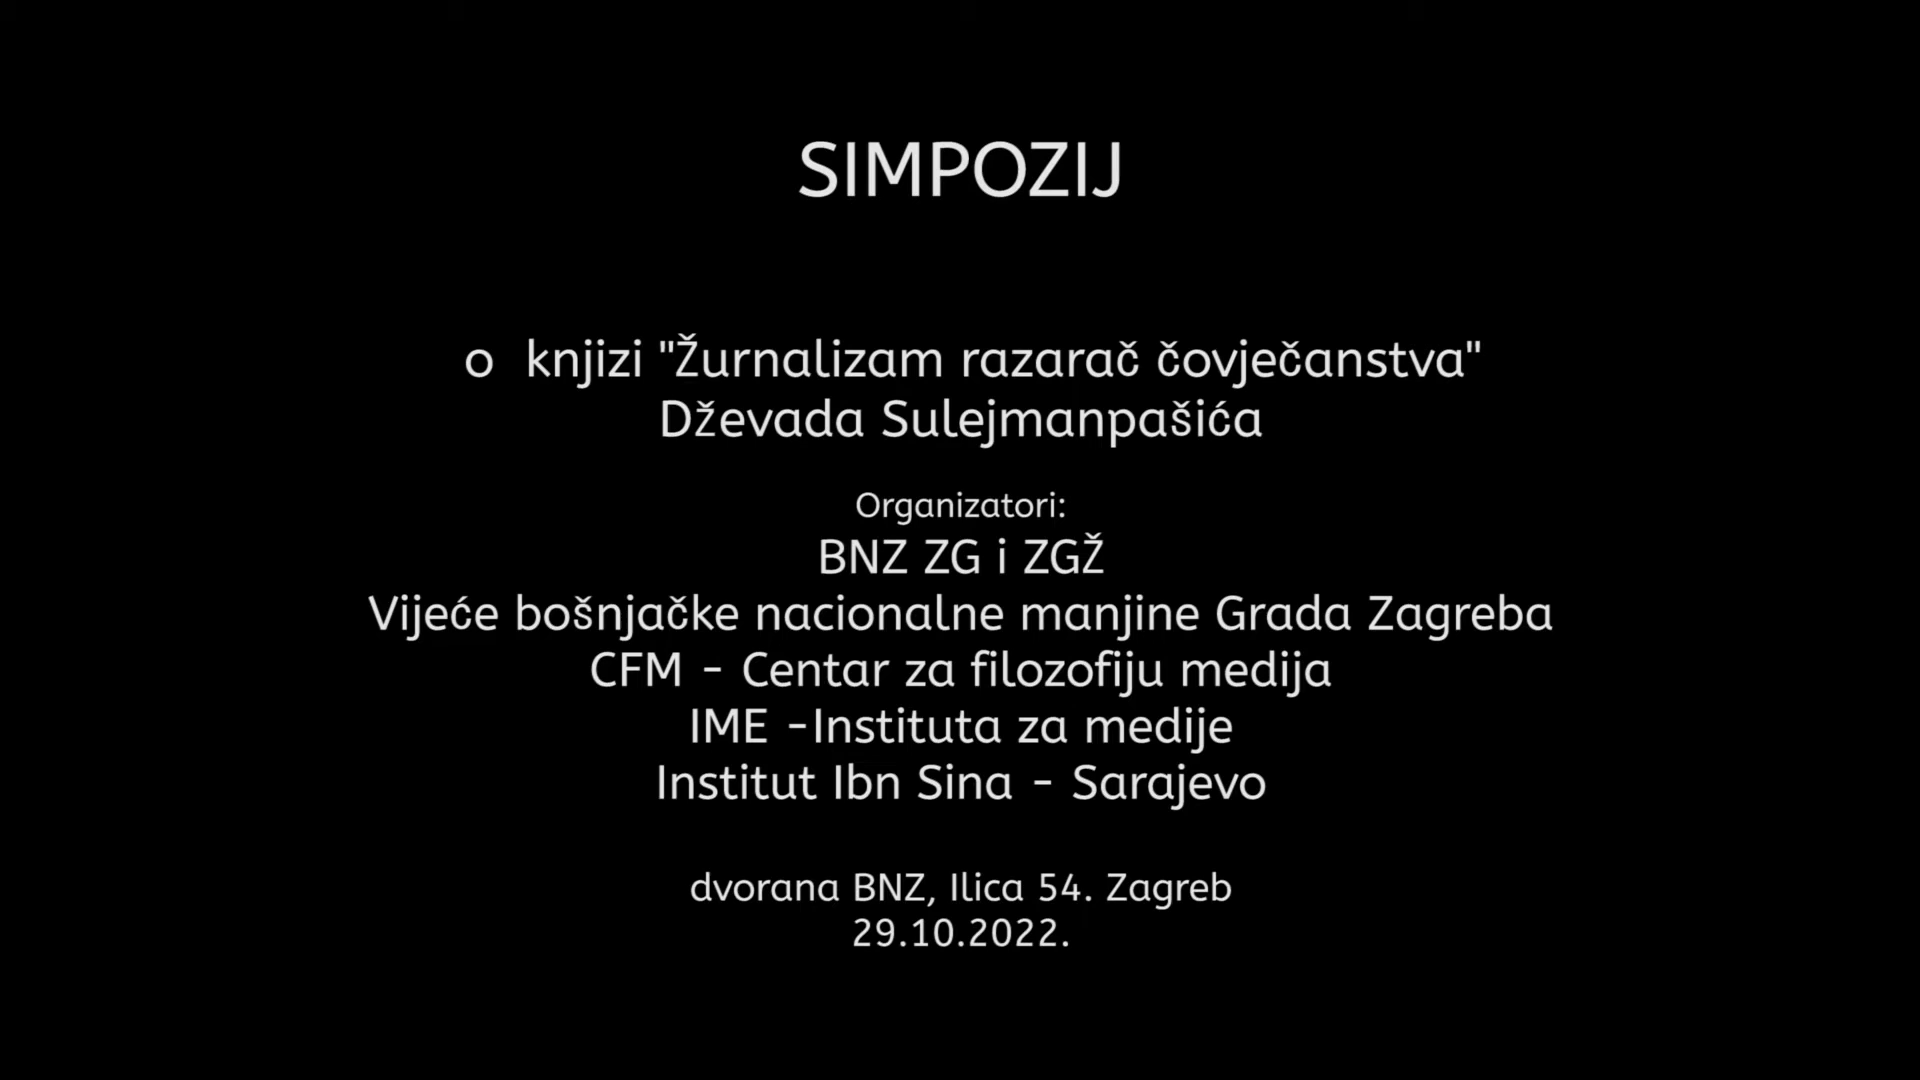 SIMPOZIJ
o knjizi "Žurnalizam razarač čovječanstva"
Dževada Sulejmanpašića
Organizatori:
BNZ ZG i ZGŽ
Vijeće bošnjačke nacionalne manjine Grada Zagreba
CFM - Centar za filozofiju medija
IME -Instituta za medije
Institut Ibn Sina - Sarajevo
dvorana BNZ, Ilica 54. Zagreb
29.10.2022.